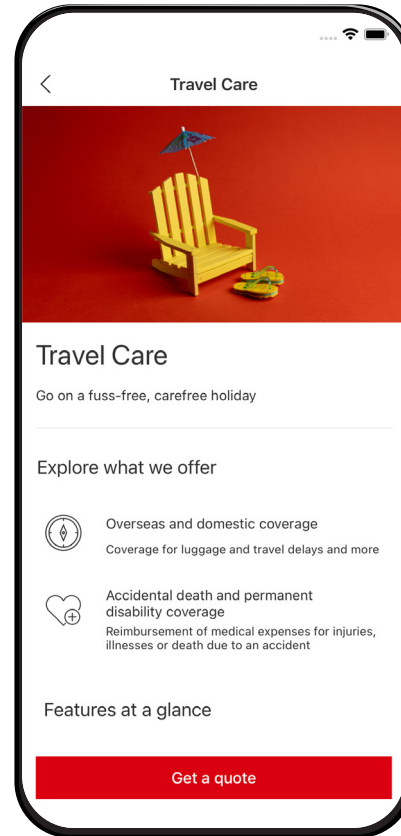 Travel Care
Travel Care
Go on a fuss-free, carefree holiday
Explore what we offer
Overseas and domestic coverage
Coverage for luggage and travel delays and more
Accidental death and permanent
disability coverage
Reimbursement of medical expenses for injuries,
illnesses or death due to an accident
Features at a glance
Get a quote